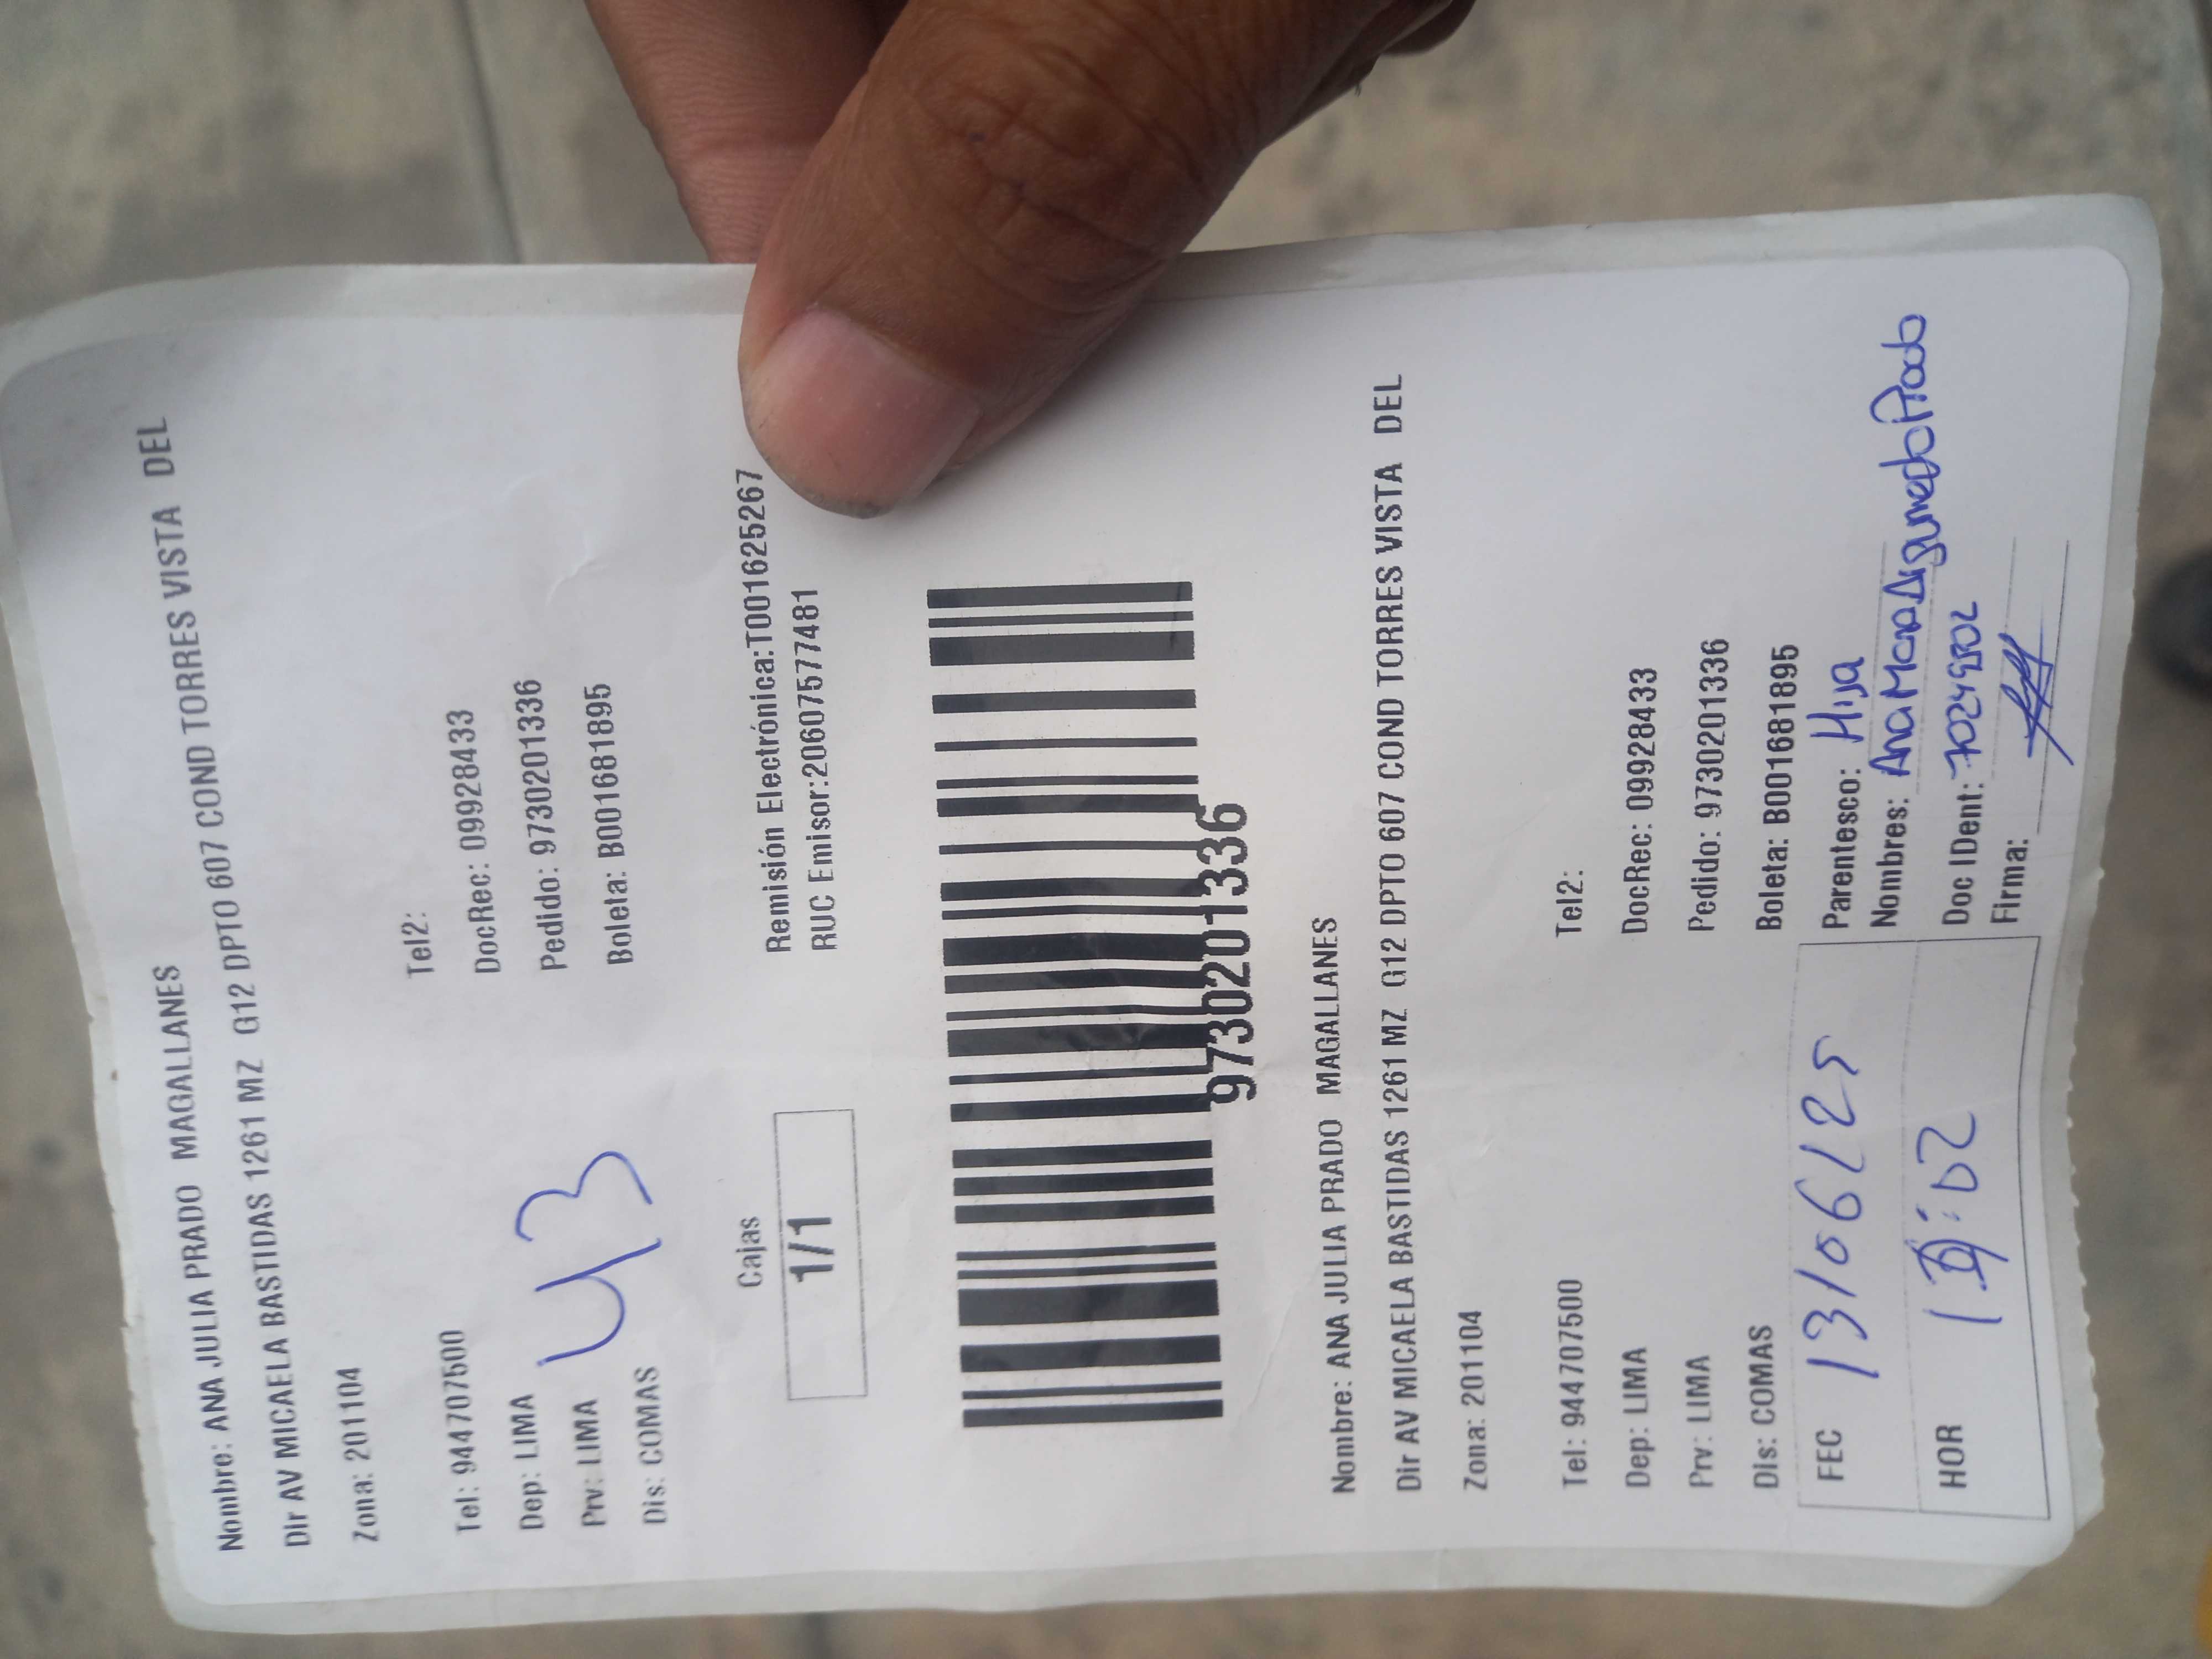 Nombre: ANA JULIA PRADO MAGALLANES
Dir AV MICAELA BASTIDAS 1261 MZ G12 DPTO 607 COND TORRES VISTA DEL
Zona: 201104
Tel: 944707500 Tel2:
Dep: LIMA DocRec: 09928433
Prv: LIMA Pedido: 9730201336
Dis: COMAS Boleta: B001681895
43
Cajas
1/1
Remisión Electrónica:T001625267
RUC Emisor:20607577481
9730201336
Nombre: ANA JULIA PRADO MAGALLANES
Dir AV MICAELA BASTIDAS 1261 MZ G12 DPTO 607 COND TORRES VISTA DEL
Zona: 201104
Tel: 944707500 Tel2:
Dep: LIMA DocRec: 09928433
Prv: LIMA Pedido: 9730201336
Dis: COMAS Boleta: B001681895
FEC 13/06/25 Parentesco: Hija
Nombres: Ana Prado
HOR Doc IDent:
Firma: